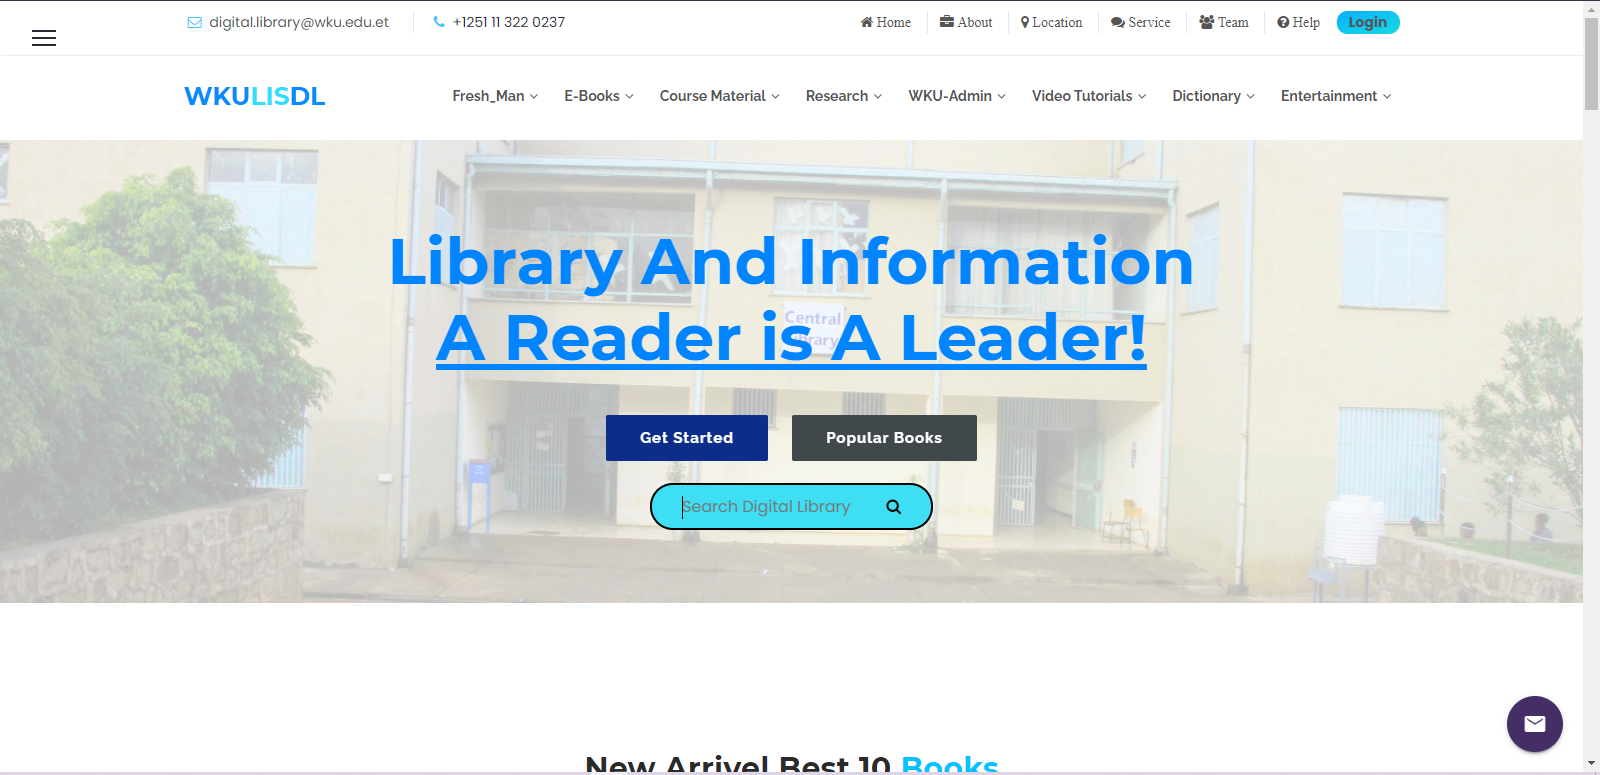 digital.library@wku.edu.et
+1251 11 322 0237
Home
About
Location
Service
Team
Help
Login
WKULISDL
Fresh_Man
E-Books
Course Material
Research
WKU-Admin
Video Tutorials
Dictionary
Entertainment
Library And Information
Central
Library
A Reader is A Leader!
Get Started
Popular Books
Search Digital Library
New Arrivel Best 10 Books